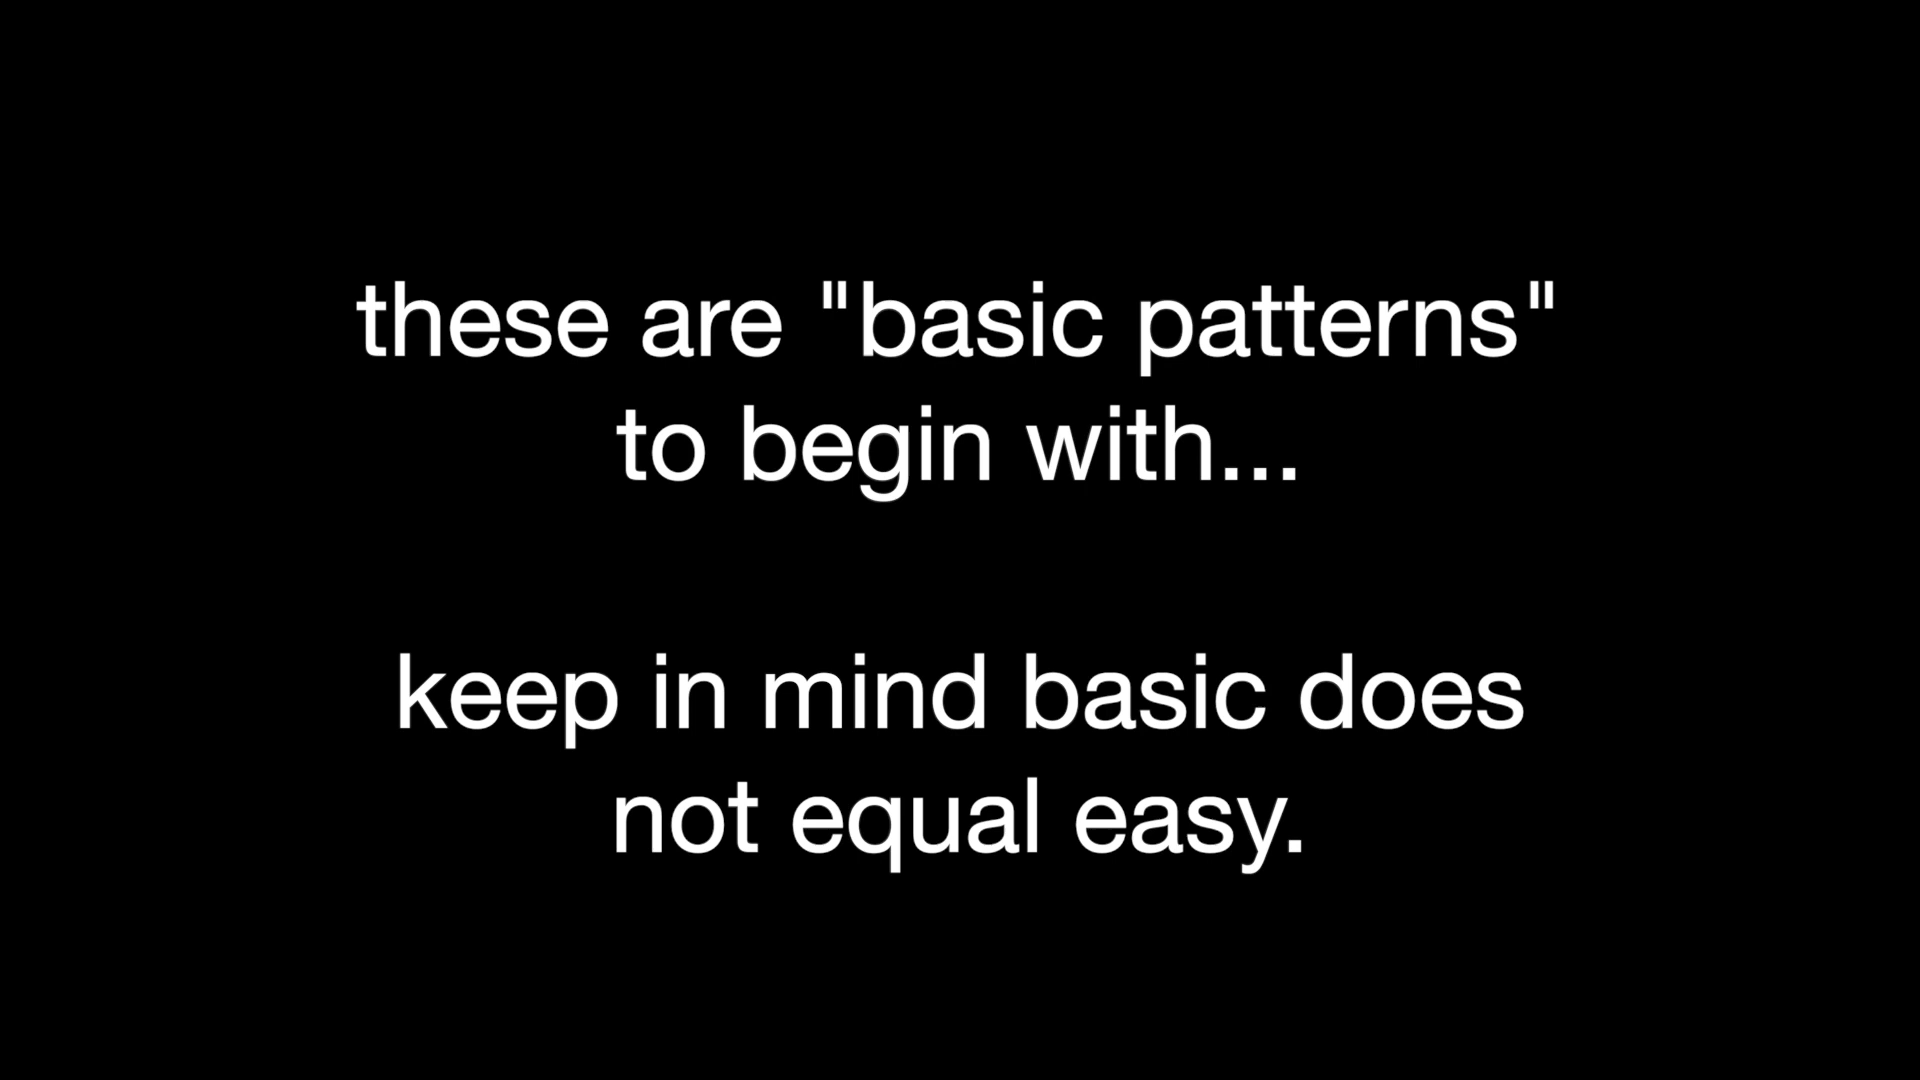 these are "basic patterns"
to begin with...
keep in mind basic does
not equal easy.